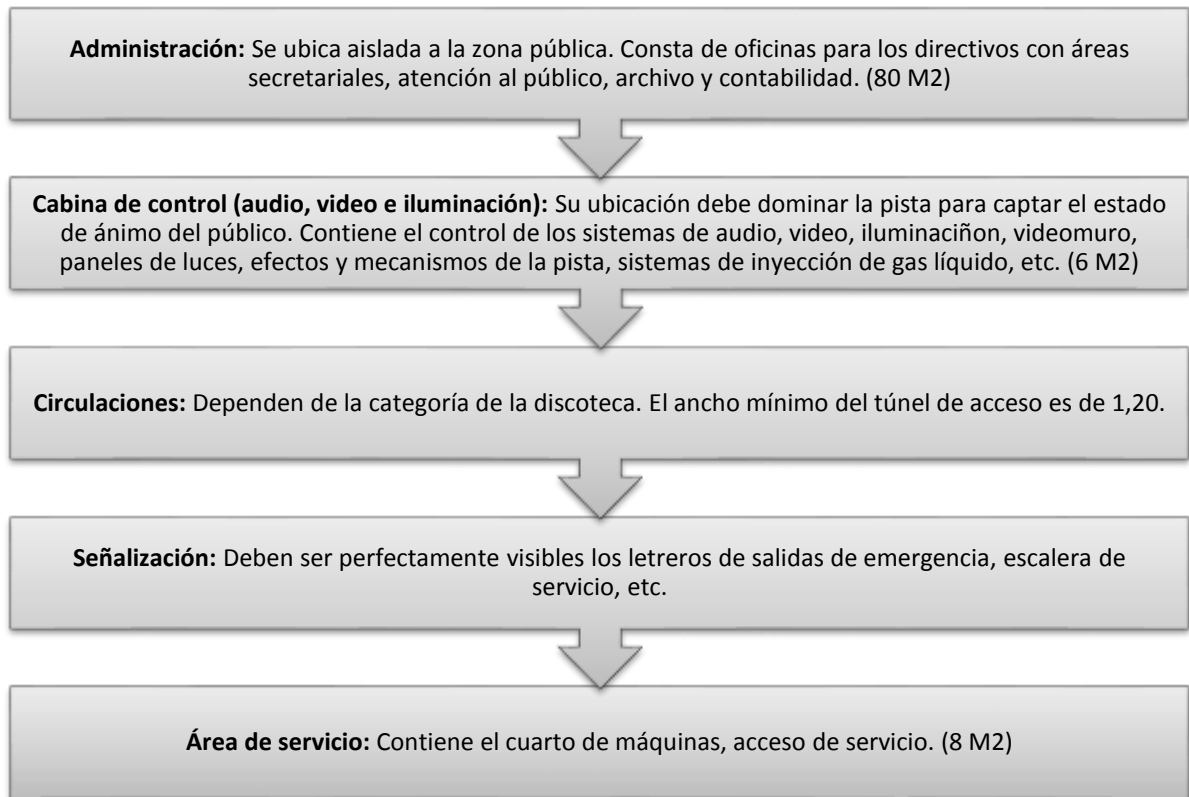 Administración: Se ubica aislada a la zona pública. Consta de oficinas para los directivos con áreas
secretariales, atención al público, archivo y contabilidad. (80 M2)
Cabina de control (audio, video e iluminación): Su ubicación debe dominar la pista para captar el estado
de ánimo del público. Contiene el control de los sistemas de audio, video, iluminaciñon, videomuro,
paneles de luces, efectos y mecanismos de la pista, sistemas de inyección de gas líquido, etc. (6 M2)
Circulaciones: Dependen de la categoría de la discoteca. El ancho mínimo del túnel de acceso es de 1,20.
Señalización: Deben ser perfectamente visibles los letreros de salidas de emergencia, escalera de
servicio, etc.
Área de servicio: Contiene el cuarto de máquinas, acceso de servicio. (8 M2)